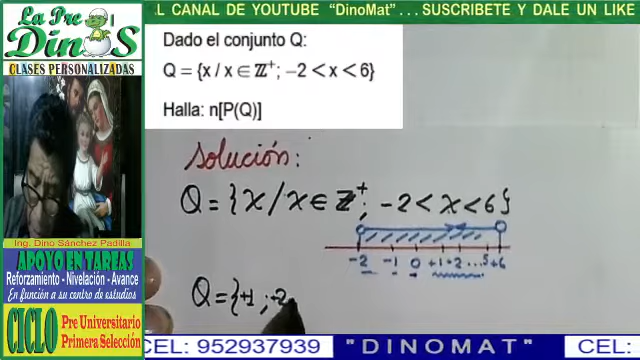 La Pre
DinoS
CLASES PERSONALIZADAS
L CANAL DE YOUTUBE “DinoMat”...SUSCRIBETE Y DALE UN LIKE
Dado el conjunto Q:
Q = {x / x ∈ ℤ⁺; −2 < x < 6}
Halla: n[P(Q)]
Solución:
Q = {x/x ∈ ℤ⁺; -2 < x < 6}
-2 -1 0 +1 +2 ... 5 +6
Q = {+1 ; +2
Ing. Dino Sánchez Padilla
APOYO EN TAREAS
Reforzamiento - Nivelación - Avance
En función a su centro de estudios
CICLO Pre Universitario
Primera Selección
CEL: 952937939 "DINOMAT" CEL: